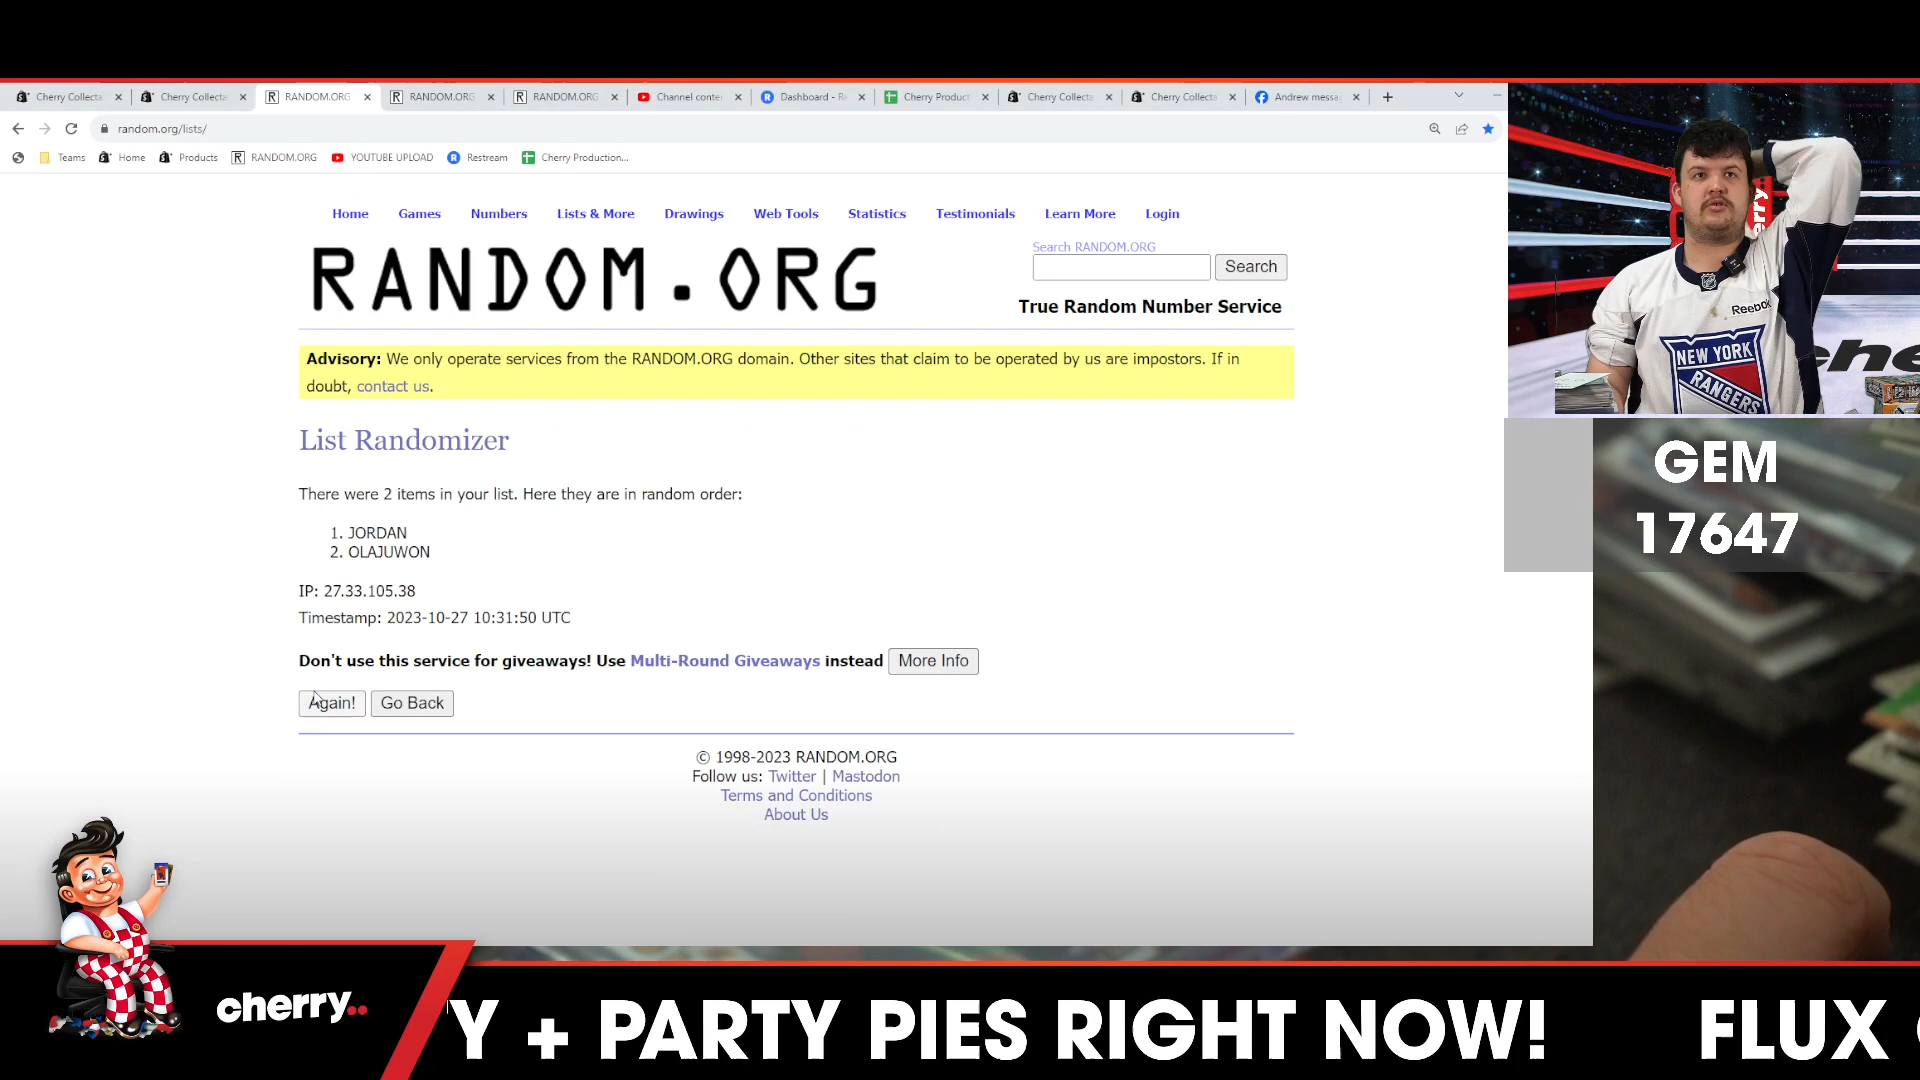 Cherry Collecta
Cherry Collecta
RANDOM.ORG
RANDOM.ORG
RANDOM.ORG
Channel conte
Dashboard - Re
Cherry Product
Cherry Collecta
Cherry Collecta
Andrew messa
random.org/lists/
Teams
Home
Products
RANDOM.ORG
YOUTUBE UPLOAD
Restream
Cherry Production...
Home Games Numbers Lists & More Drawings Web Tools Statistics Testimonials Learn More Login
RANDOM.ORG
Search RANDOM.ORG
Search
True Random Number Service
Advisory: We only operate services from the RANDOM.ORG domain. Other sites that claim to be operated by us are impostors. If in
doubt, contact us.
List Randomizer
There were 2 items in your list. Here they are in random order:
1. JORDAN
2. OLAJUWON
IP: 27.33.105.38
Timestamp: 2023-10-27 10:31:50 UTC
Don't use this service for giveaways! Use Multi-Round Giveaways instead More Info
Again! Go Back
© 1998-2023 RANDOM.ORG
Follow us: Twitter | Mastodon
Terms and Conditions
About Us
Reebok
NEW YORK
RANGERS
GEM
17647
cherry..
Y + PARTY PIES RIGHT NOW! FLUX